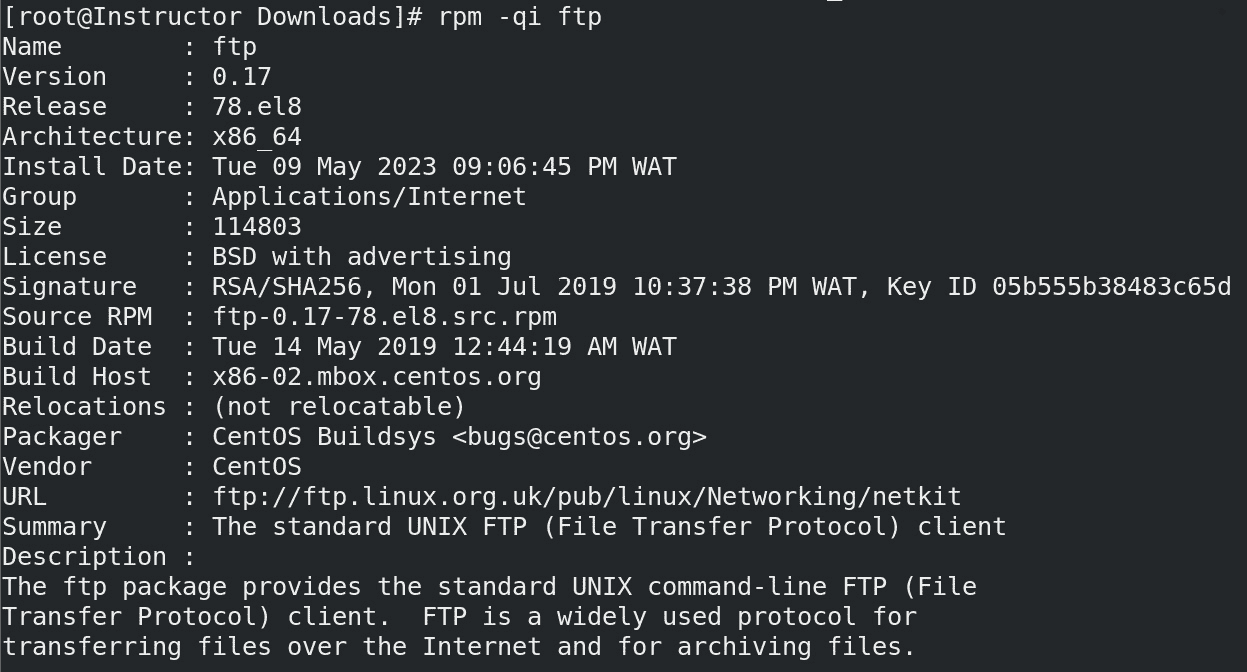 [root@Instructor Downloads]# rpm -qi ftp
Name        : ftp
Version     : 0.17
Release     : 78.el8
Architecture: x86_64
Install Date: Tue 09 May 2023 09:06:45 PM WAT
Group       : Applications/Internet
Size        : 114803
License     : BSD with advertising
Signature   : RSA/SHA256, Mon 01 Jul 2019 10:37:38 PM WAT, Key ID 05b555b38483c65d
Source RPM  : ftp-0.17-78.el8.src.rpm
Build Date  : Tue 14 May 2019 12:44:19 AM WAT
Build Host  : x86-02.mbox.centos.org
Relocations : (not relocatable)
Packager    : CentOS Buildsys <bugs@centos.org>
Vendor      : CentOS
URL         : ftp://ftp.linux.org.uk/pub/linux/Networking/netkit
Summary     : The standard UNIX FTP (File Transfer Protocol) client
Description :
The ftp package provides the standard UNIX command-line FTP (File
Transfer Protocol) client.  FTP is a widely used protocol for
transferring files over the Internet and for archiving files.